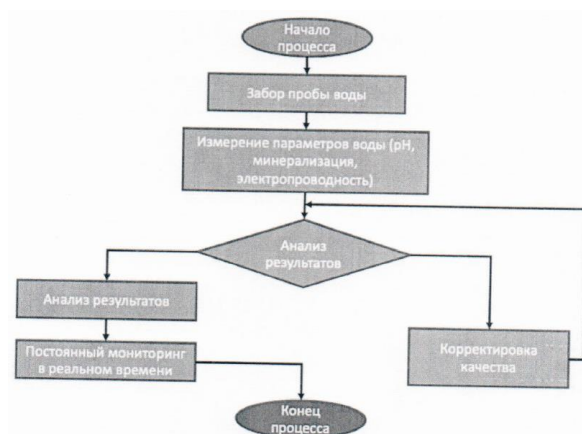 Начало
процесса
Забор пробы воды
Измерение параметров воды (pH,
минерализация,
электропроводность)
Анализ
результатов
Анализ результатов
Постоянный мониторинг
в реальном времени
Корректировка
качества
Конец
процесса